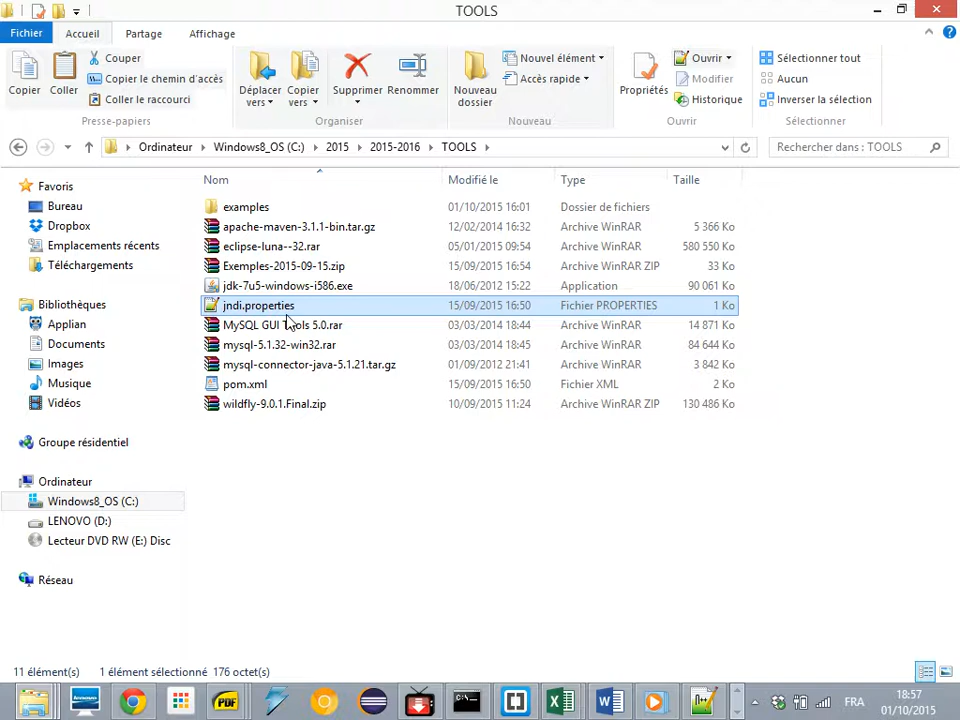 TOOLS
Fichier Accueil Partage Affichage
Copier
Coller
Couper
Copier le chemin d'accès
Coller le raccourci
Presse-papiers
Déplacer vers
Copier vers
Supprimer
Renommer
Organiser
Nouveau dossier
Nouvel élément
Accès rapide
Nouveau
Propriétés
Ouvrir
Modifier
Historique
Ouvrir
Sélectionner tout
Aucun
Inverser la sélection
Sélectionner
Ordinateur Windows8_OS (C:) 2015 2015-2016 TOOLS
Rechercher dans : TOOLS
Favoris
Bureau
Dropbox
Emplacements récents
Téléchargements
Bibliothèques
Applian
Documents
Images
Musique
Vidéos
Groupe résidentiel
Ordinateur
Windows8_OS (C:)
LENOVO (D:)
Lecteur DVD RW (E:) Disc
Réseau
Nom Modifié le Type Taille
examples 01/10/2015 16:01 Dossier de fichiers
apache-maven-3.1.1-bin.tar.gz 12/02/2014 16:32 Archive WinRAR 5 366 Ko
eclipse-luna--32.rar 05/01/2015 09:54 Archive WinRAR 580 550 Ko
Exemples-2015-09-15.zip 15/09/2015 16:54 Archive WinRAR ZIP 33 Ko
jdk-7u5-windows-i586.exe 18/06/2012 15:22 Application 90 061 Ko
jndi.properties 15/09/2015 16:50 Fichier PROPERTIES 1 Ko
MySQL GUI Tools 5.0.rar 03/03/2014 18:44 Archive WinRAR 14 871 Ko
mysql-5.1.32-win32.rar 03/03/2014 18:45 Archive WinRAR 84 644 Ko
mysql-connector-java-5.1.21.tar.gz 01/09/2012 21:41 Archive WinRAR 3 842 Ko
pom.xml 15/09/2015 16:50 Fichier XML 2 Ko
wildfly-9.0.1.Final.zip 10/09/2015 11:24 Archive WinRAR ZIP 130 486 Ko
11 élément(s) 1 élément sélectionné 176 octet(s)
PDF
FRA
18:57
01/10/2015